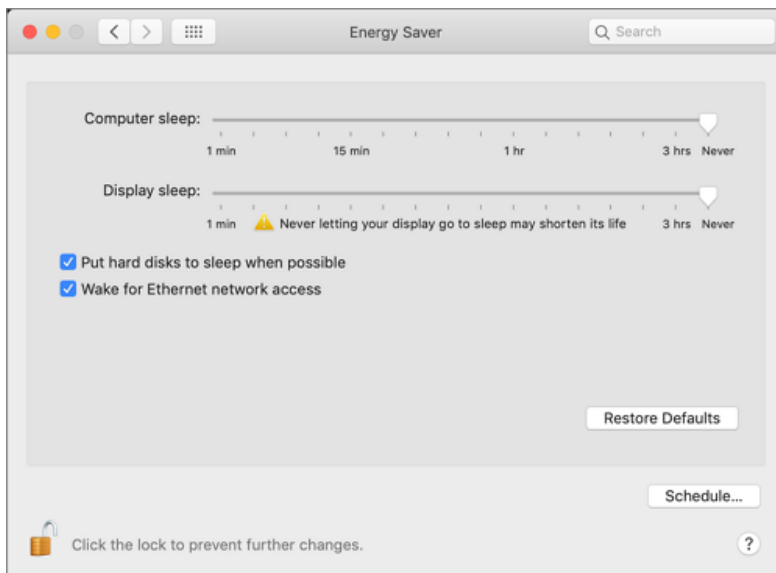 Energy Saver
Search
Computer sleep:
1 min 15 min 1 hr 3 hrs Never
Display sleep:
1 min Never letting your display go to sleep may shorten its life 3 hrs Never
Put hard disks to sleep when possible
Wake for Ethernet network access
Restore Defaults
Schedule...
Click the lock to prevent further changes.
?